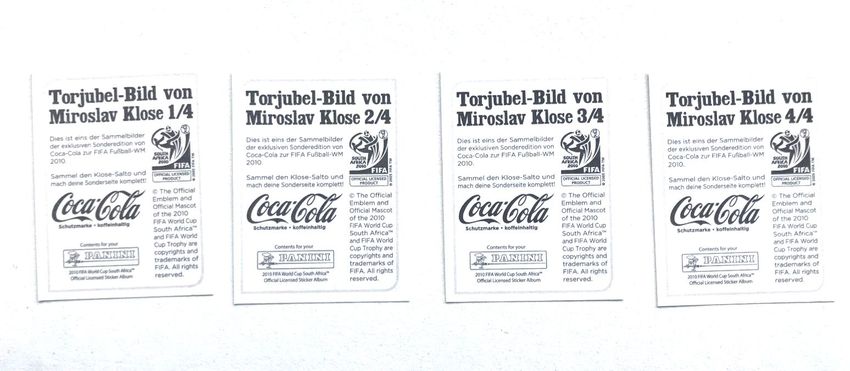 Torjubel-Bild von
Miroslav Klose 1/4
Dies ist eins der Sammelbilder
der exklusiven Sonderedition von
Coca-Cola zur FIFA Fußball-WM
2010.
Sammel den Klose-Salto und
mach deine Sonderseite komplett!
SOUTH
AFRICA
2010
FIFA
OFFICIAL LICENSED
PRODUCT
Coca-Cola
Schutzmarke • koffeinhaltig
Contents for your
PANINI
2010 FIFA World Cup South Africa™
Official Licensed Sticker Album
© The Official
Emblem and
Official Mascot
of the 2010
FIFA World Cup
South Africa™
and FIFA World
Cup Trophy are
copyrights and
trademarks of
FIFA. All rights
reserved.
Torjubel-Bild von
Miroslav Klose 2/4
Dies ist eins der Sammelbilder
der exklusiven Sonderedition von
Coca-Cola zur FIFA Fußball-WM
2010.
Sammel den Klose-Salto und
mach deine Sonderseite komplett!
SOUTH
AFRICA
2010
FIFA
OFFICIAL LICENSED
PRODUCT
Coca-Cola
Schutzmarke • koffeinhaltig
Contents for your
PANINI
2010 FIFA World Cup South Africa™
Official Licensed Sticker Album
© The Official
Emblem and
Official Mascot
of the 2010
FIFA World Cup
South Africa™
and FIFA World
Cup Trophy are
copyrights and
trademarks of
FIFA. All rights
reserved.
Torjubel-Bild von
Miroslav Klose 3/4
Dies ist eins der Sammelbilder
der exklusiven Sonderedition von
Coca-Cola zur FIFA Fußball-WM
2010.
Sammel den Klose-Salto und
mach deine Sonderseite komplett!
SOUTH
AFRICA
2010
FIFA
OFFICIAL LICENSED
PRODUCT
Coca-Cola
Schutzmarke • koffeinhaltig
Contents for your
PANINI
2010 FIFA World Cup South Africa™
Official Licensed Sticker Album
© The Official
Emblem and
Official Mascot
of the 2010
FIFA World Cup
South Africa™
and FIFA World
Cup Trophy are
copyrights and
trademarks of
FIFA. All rights
reserved.
Torjubel-Bild von
Miroslav Klose 4/4
Dies ist eins der Sammelbilder
der exklusiven Sonderedition von
Coca-Cola zur FIFA Fußball-WM
2010.
Sammel den Klose-Salto und
mach deine Sonderseite komplett!
SOUTH
AFRICA
2010
FIFA
OFFICIAL LICENSED
PRODUCT
Coca-Cola
Schutzmarke • koffeinhaltig
Contents for your
PANINI
2010 FIFA World Cup South Africa™
Official Licensed Sticker Album
© The Official
Emblem and
Official Mascot
of the 2010
FIFA World Cup
South Africa™
and FIFA World
Cup Trophy are
copyrights and
trademarks of
FIFA. All rights
reserved.